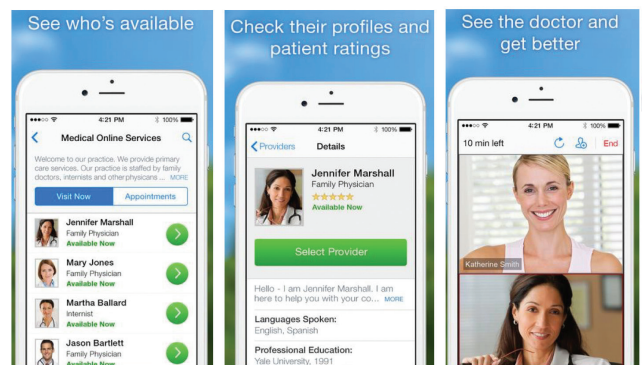 See who's available
4:21 PM
100%
Medical Online Services
Welcome to our practice. We provide primary
care services. Our practice is staffed by family
doctors, internists and other physicans ... MORE
Visit Now
Appointments
Jennifer Marshall
Family Physician
Available Now
Mary Jones
Family Physician
Available Now
Martha Ballard
Internist
Available Now
Jason Bartlett
Family Physician
Available Now
Check their profiles and
patient ratings
4:21 PM
100%
Providers
Details
Jennifer Marshall
Family Physician
Available Now
Select Provider
Hello - I am Jennifer Marshall. I am
here to help you with your co... MORE
Languages Spoken:
English, Spanish
Professional Education:
Yale University, 1991
See the doctor and
get better
4:21 PM
100%
10 min left
End
Katherine Smith